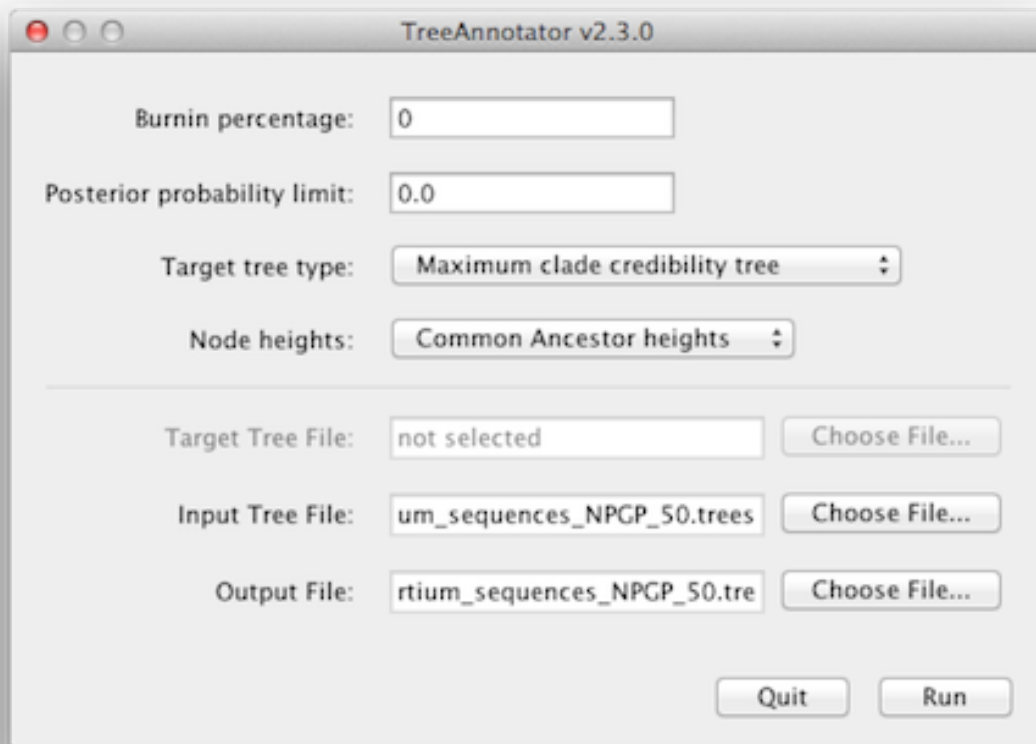 TreeAnnotator v2.3.0
Burnin percentage: 0
Posterior probability limit: 0.0
Target tree type: Maximum clade credibility tree
Node heights: Common Ancestor heights
Target Tree File: not selected Choose File...
Input Tree File: um_sequences_NPGP_50.trees Choose File...
Output File: rtium_sequences_NPGP_50.tre Choose File...
Quit Run